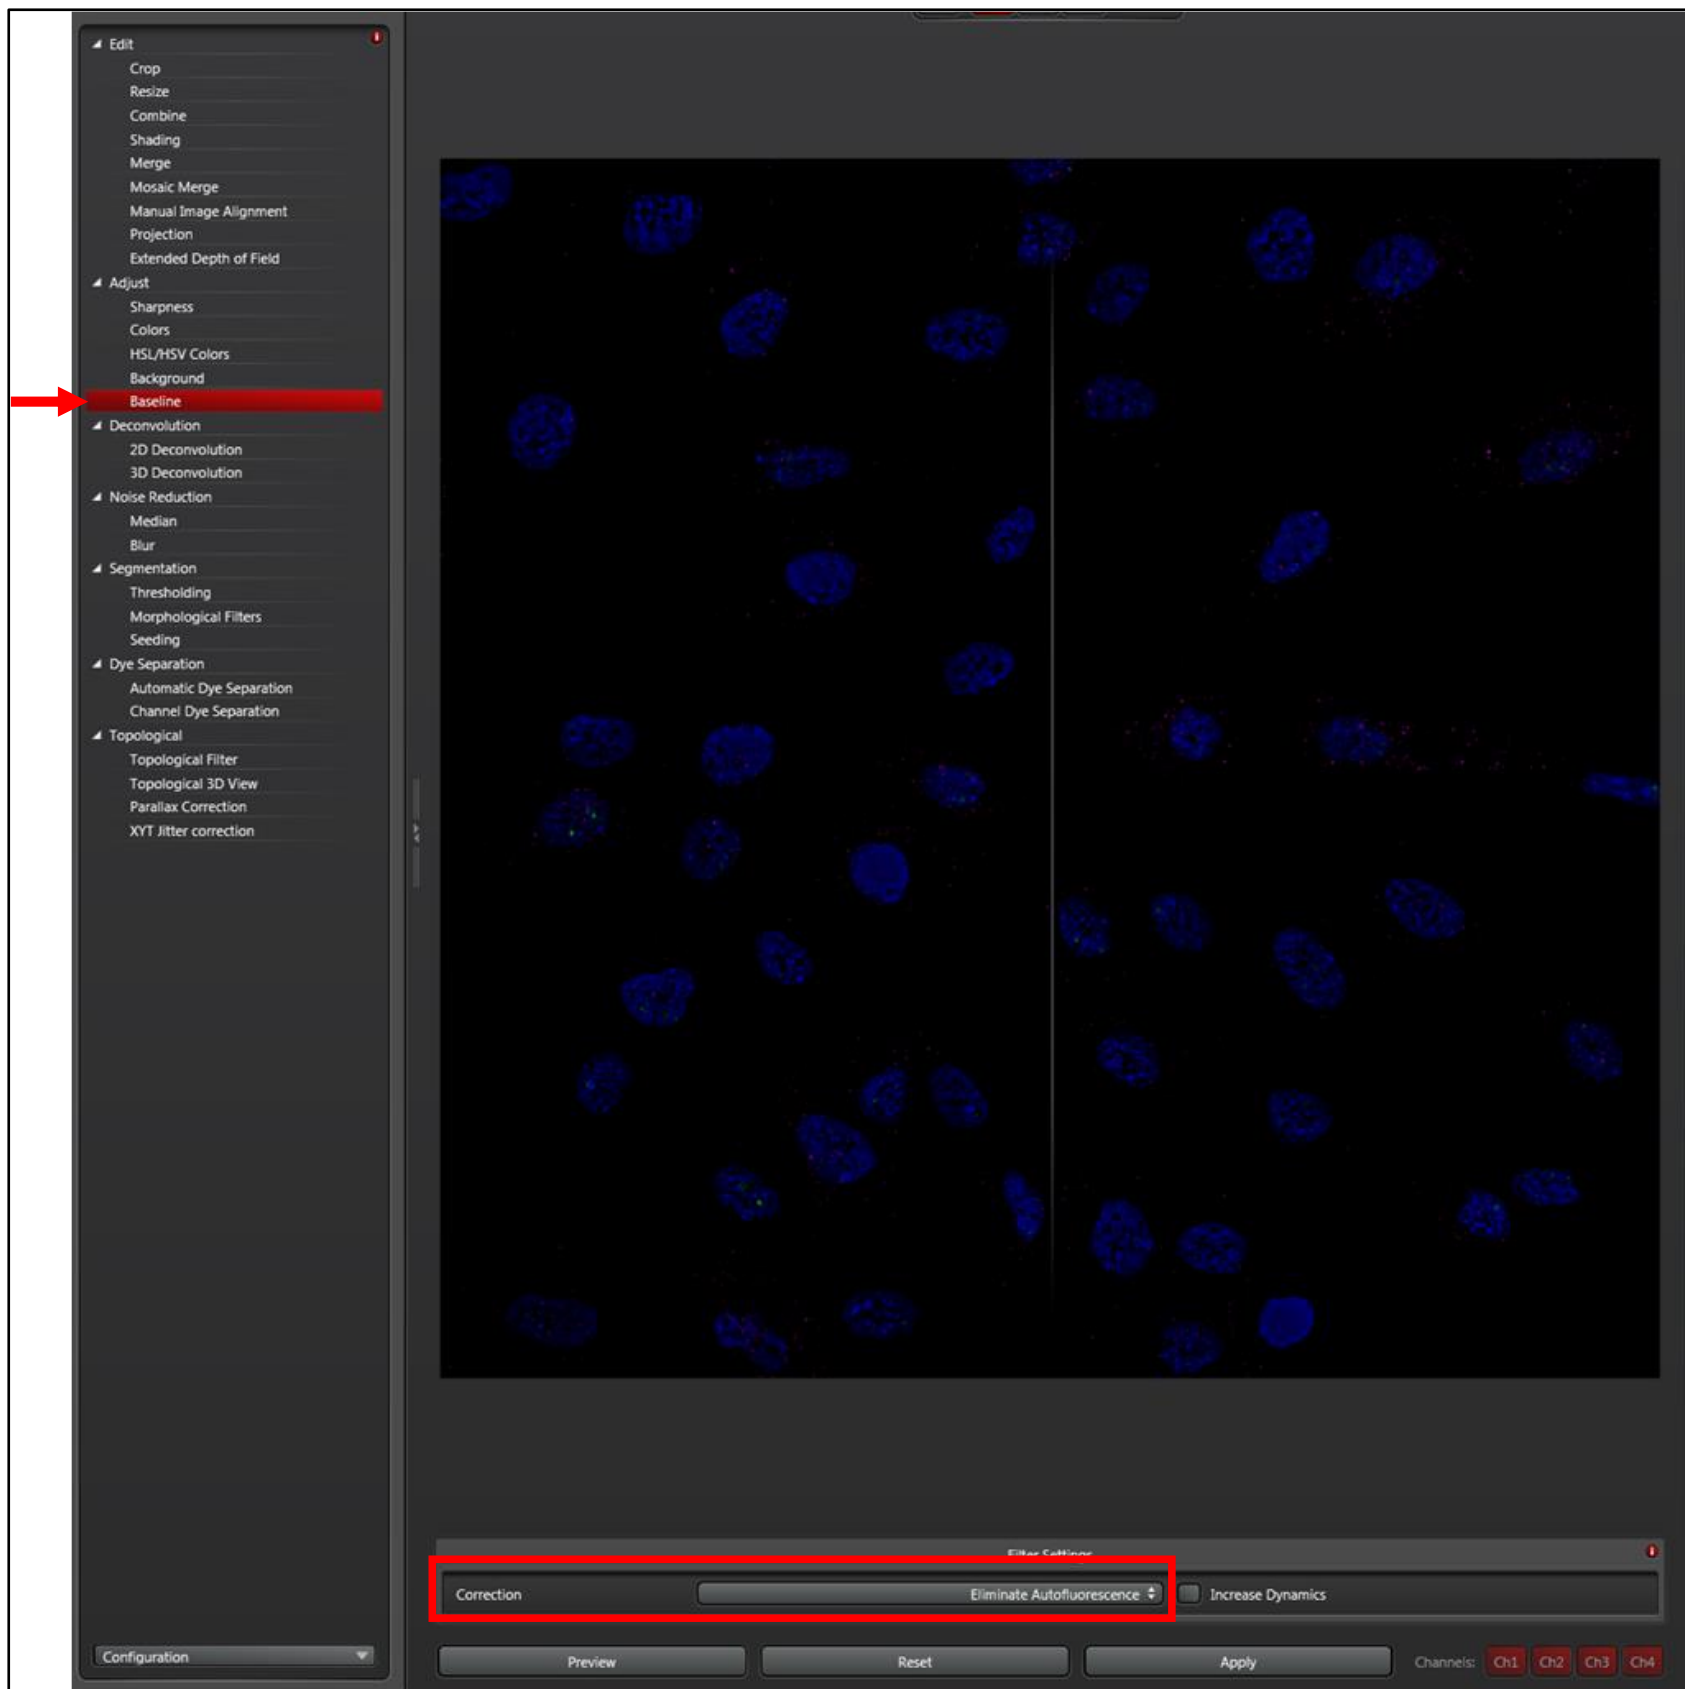 Edit
Crop
Resize
Combine
Shading
Merge
Mosaic Merge
Manual Image Alignment
Projection
Extended Depth of Field
Adjust
Sharpness
Colors
HSL/HSV Colors
Background
Baseline
Deconvolution
2D Deconvolution
3D Deconvolution
Noise Reduction
Median
Blur
Segmentation
Thresholding
Morphological Filters
Seeding
Dye Separation
Automatic Dye Separation
Channel Dye Separation
Topological
Topological Filter
Topological 3D View
Parallax Correction
XYT Jitter correction
Configuration
Filter Settings
Correction Eliminate Autofluorescence Increase Dynamics
Preview Reset Apply Channels: Ch1 Ch2 Ch3 Ch4